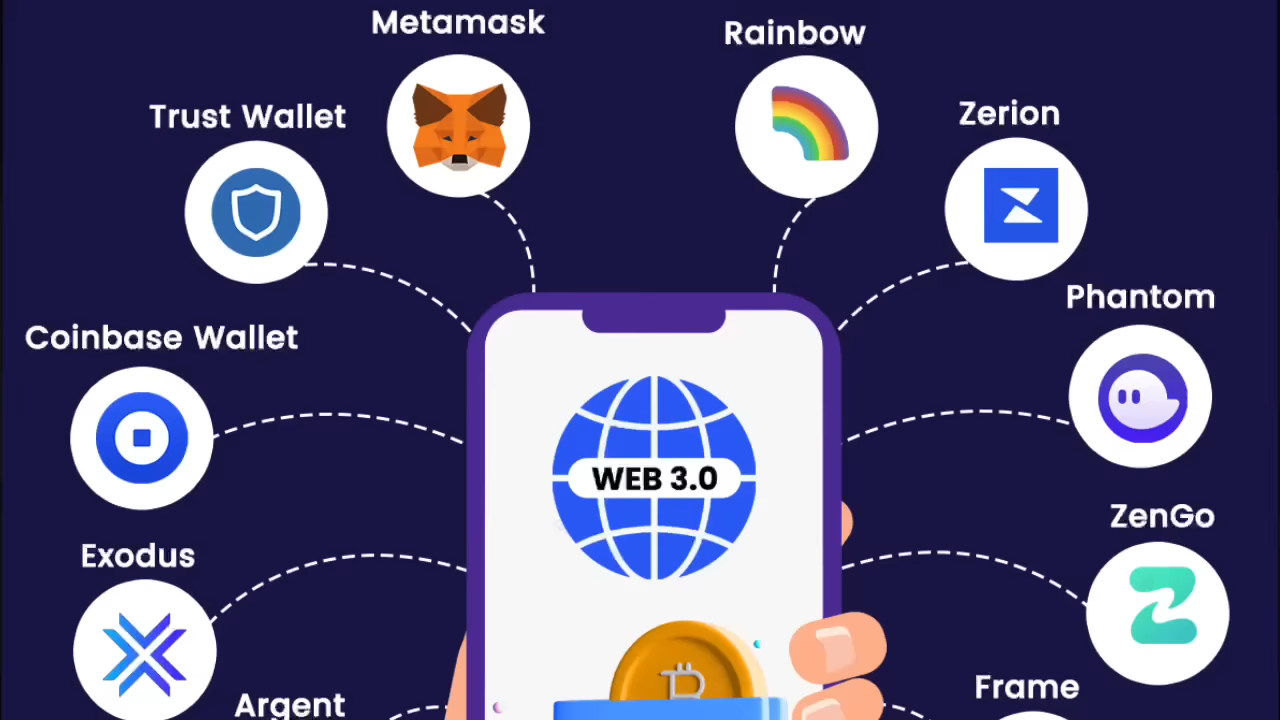 Metamask
Rainbow
Trust Wallet
Zerion
Phantom
Coinbase Wallet
WEB 3.0
ZenGo
Exodus
Frame
Argent